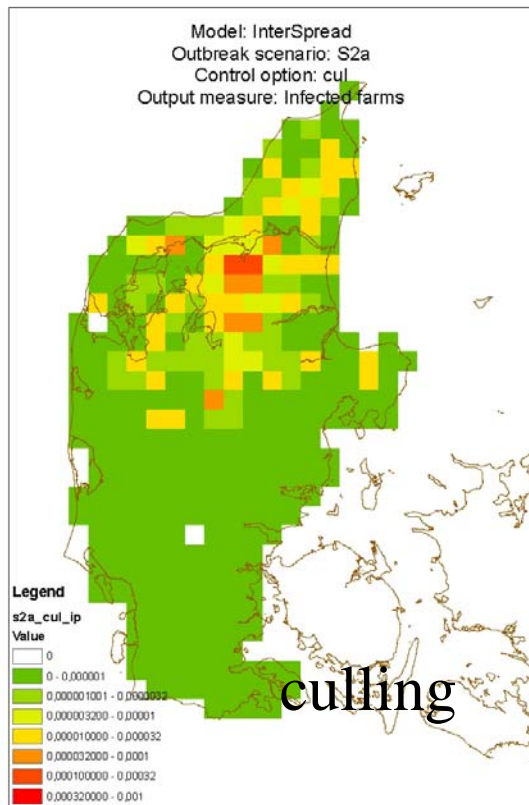 Model: InterSpread
Outbreak scenario: S2a
Control option: cul
Output measure: Infected farms
Legend
s2a_cul_ip
Value
0
0 - 0,000001
0,000001001 - 0,0000032
0,000003200 - 0,00001
0,000010000 - 0,000032
0,000032000 - 0,0001
0,000100000 - 0,00032
0,000320000 - 0,001
culling